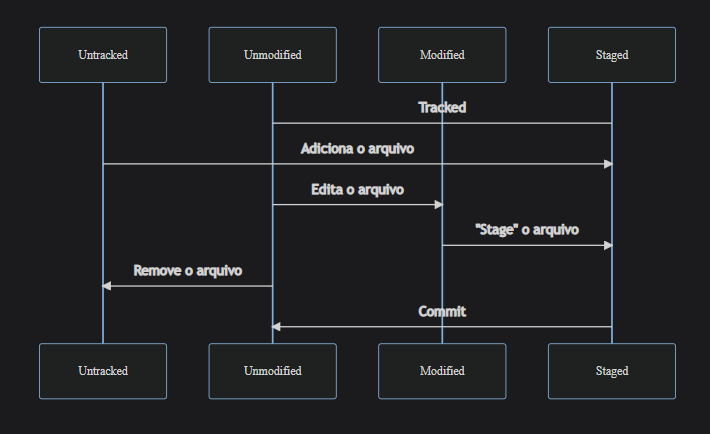 Untracked
Unmodified
Modified
Staged
Tracked
Adiciona o arquivo
Edita o arquivo
"Stage" o arquivo
Remove o arquivo
Commit
Untracked
Unmodified
Modified
Staged